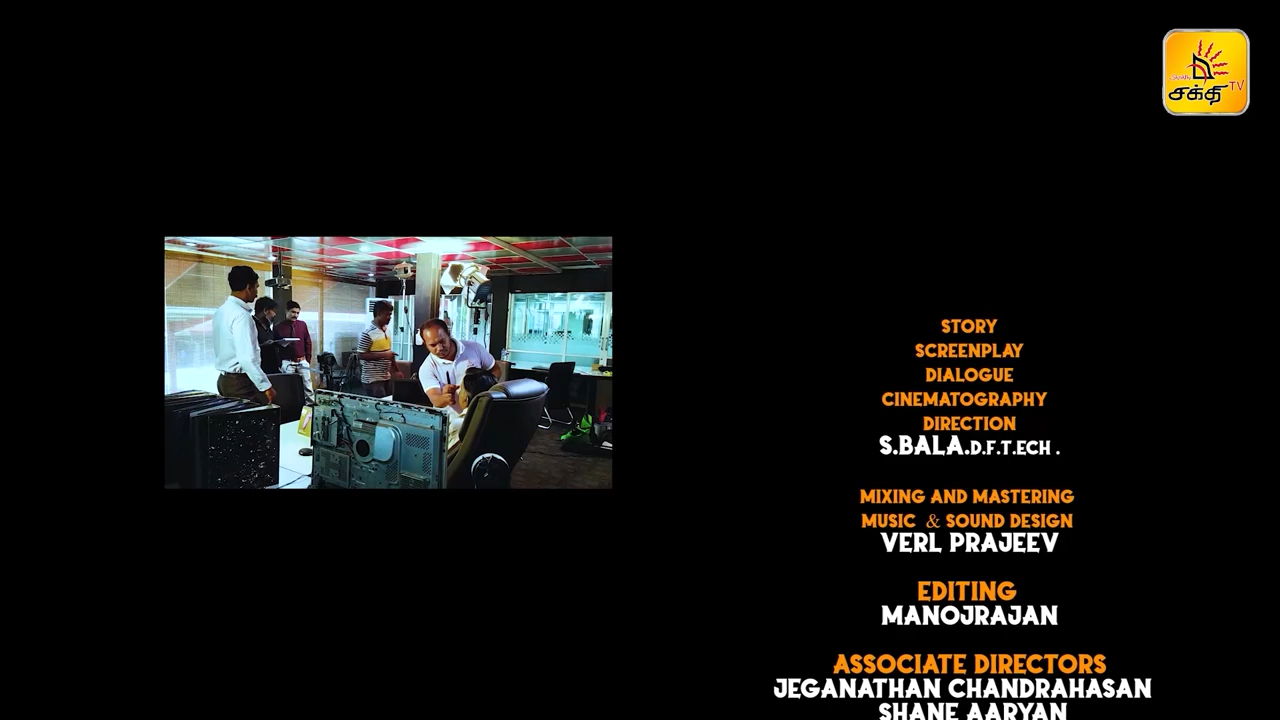 சக்தி TV
STORY
SCREENPLAY
DIALOGUE
CINEMATOGRAPHY
DIRECTION
S.BALA.D.F.T.ECH .
MIXING AND MASTERING
MUSIC & SOUND DESIGN
VERL PRAJEEV
EDITING
MANOJRAJAN
ASSOCIATE DIRECTORS
JEGANATHAN CHANDRAHASAN
SHANE AARYAN